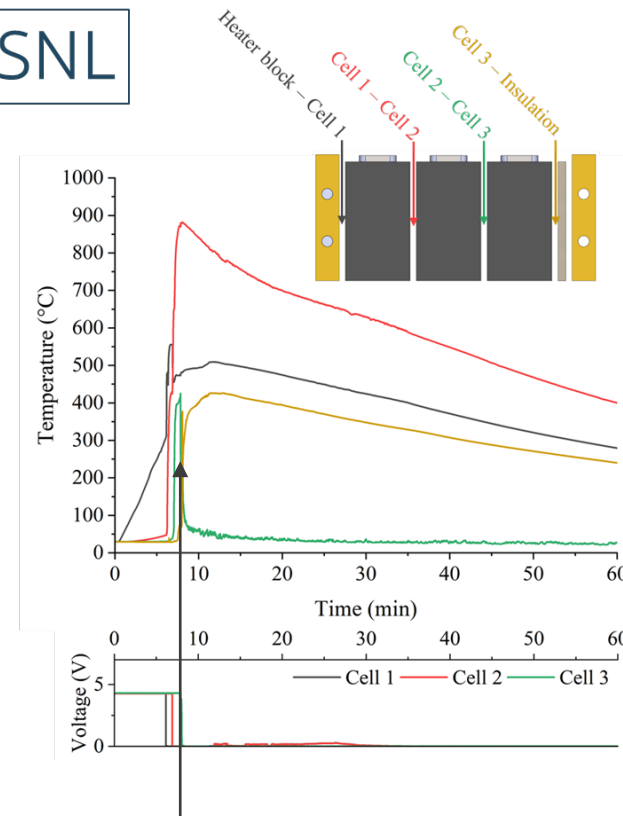 SNL
Heater block – Cell 1
Cell 1 – Cell 2
Cell 2 – Cell 3
Cell 3 – Insulation
Temperature (°C)
1000
900
800
700
600
500
400
300
200
100
0
0 10 20 30 40 50 60
Time (min)
0 10 20 30 40 50 60
Voltage (V)
5
0
Cell 1 Cell 2 Cell 3